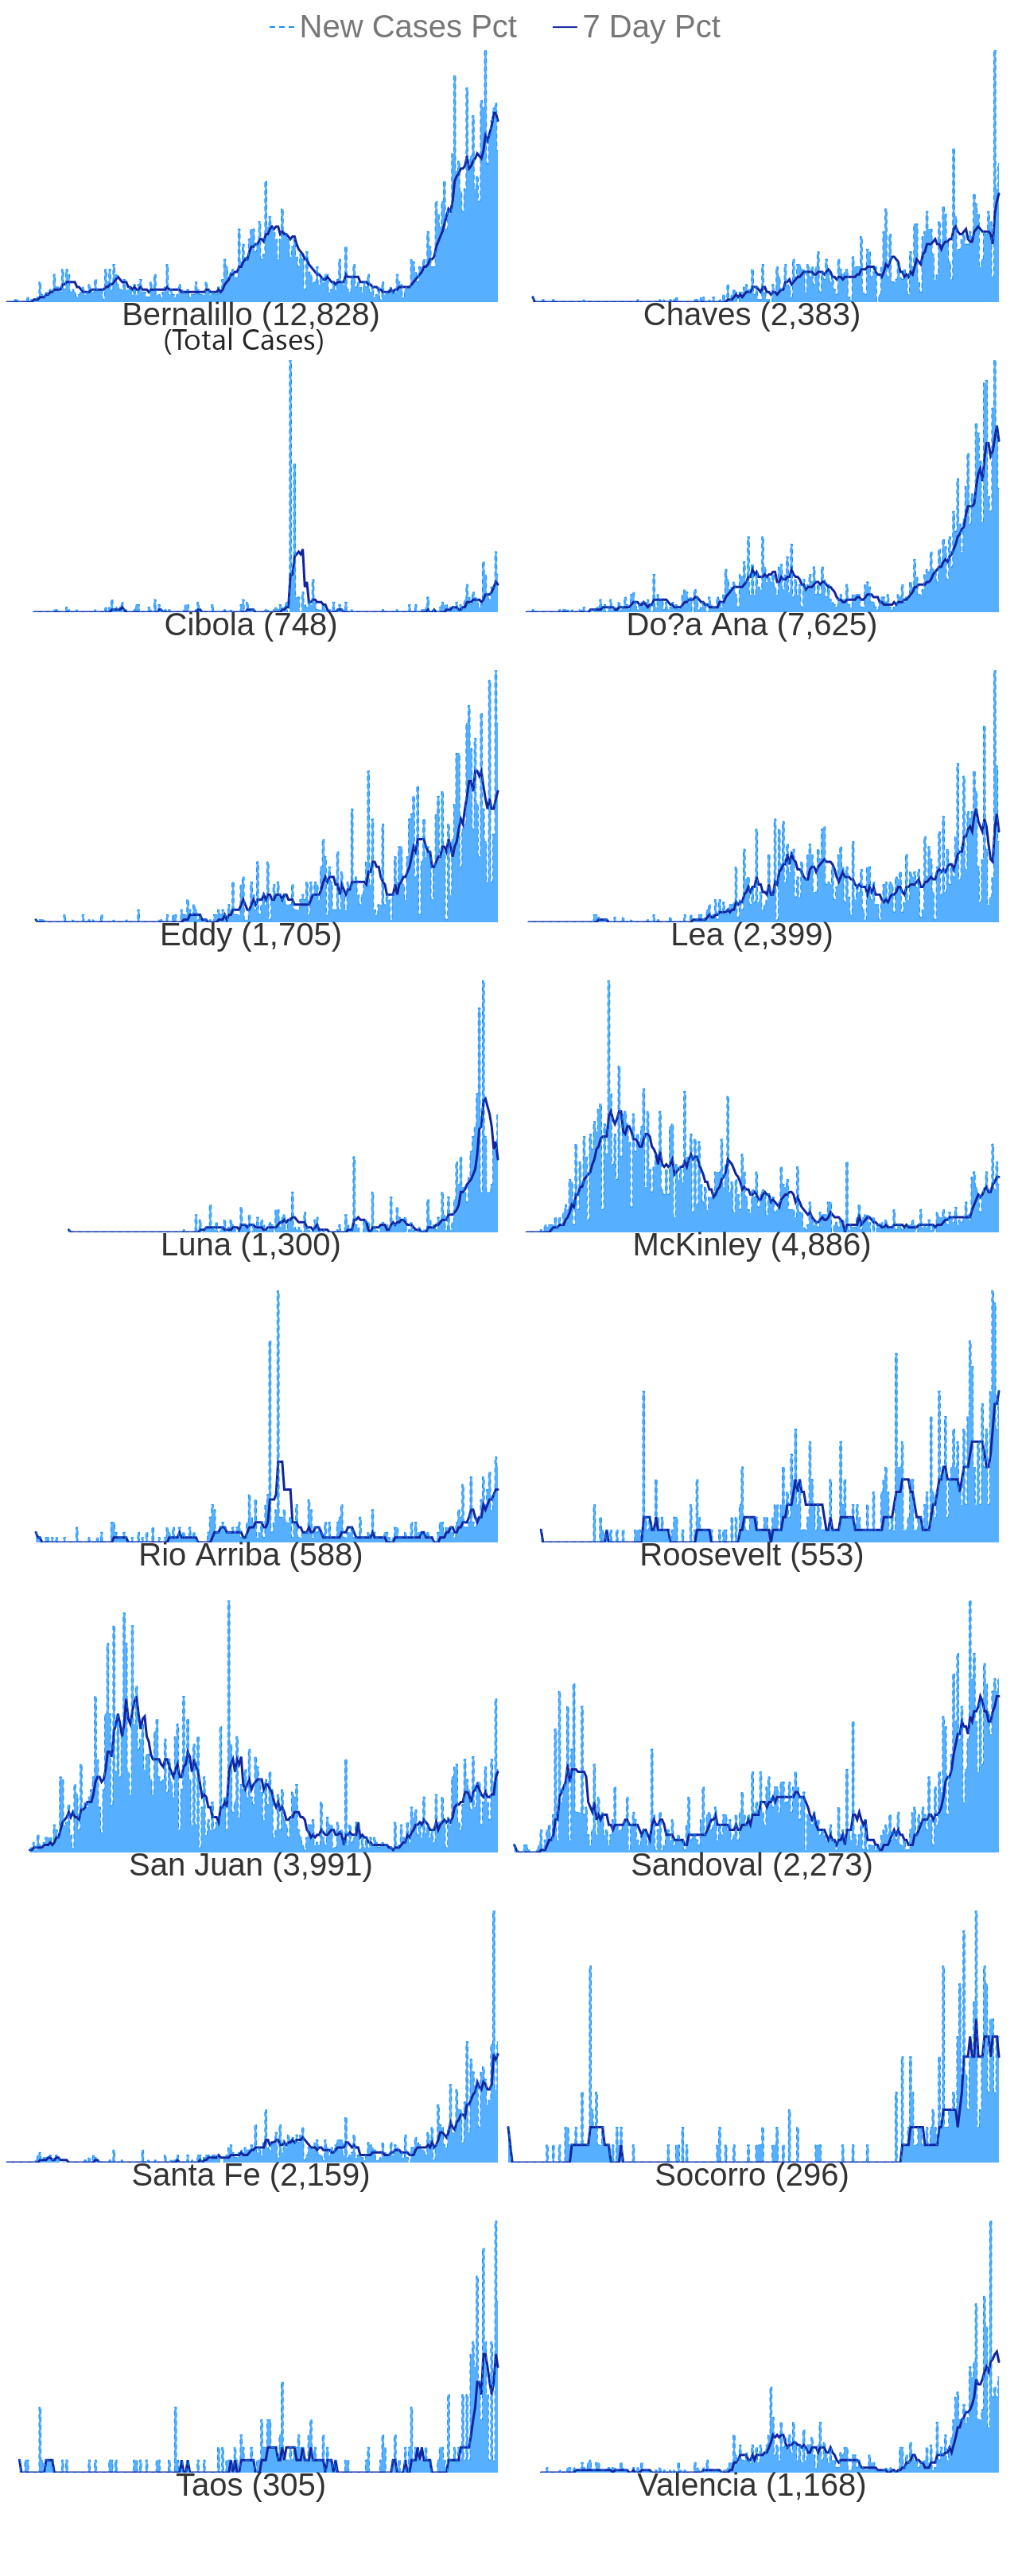 New Cases Pct 7 Day Pct
Bernalillo (12,828) Chaves (2,383)
(Total Cases)
Cibola (748) Do?a Ana (7,625)
Eddy (1,705) Lea (2,399)
Luna (1,300) McKinley (4,886)
Rio Arriba (588) Roosevelt (553)
San Juan (3,991) Sandoval (2,273)
Santa Fe (2,159) Socorro (296)
Taos (305) Valencia (1,168)